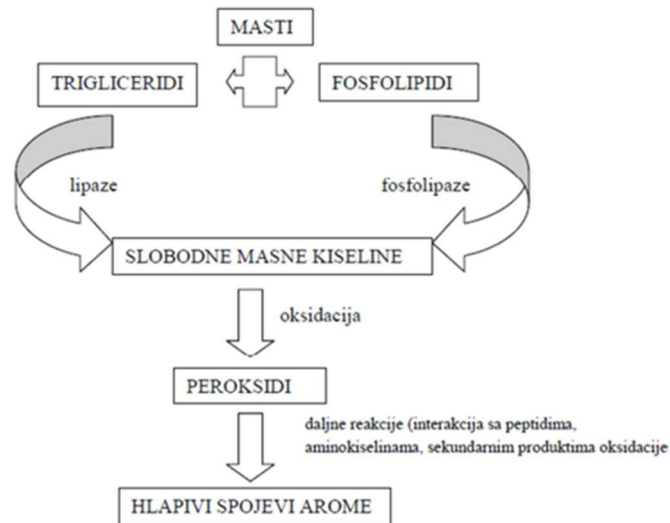 MASTI
TRIGLICERIDI
FOSFOLIPIDI
lipaze
fosfolipaze
SLOBODNE MASNE KISELINE
oksidacija
PEROKSIDI
daljne reakcije (interakcija sa peptidima,
aminokiselinama, sekundarnim produktima oksidacije
HLAPIVI SPOJEVI AROME